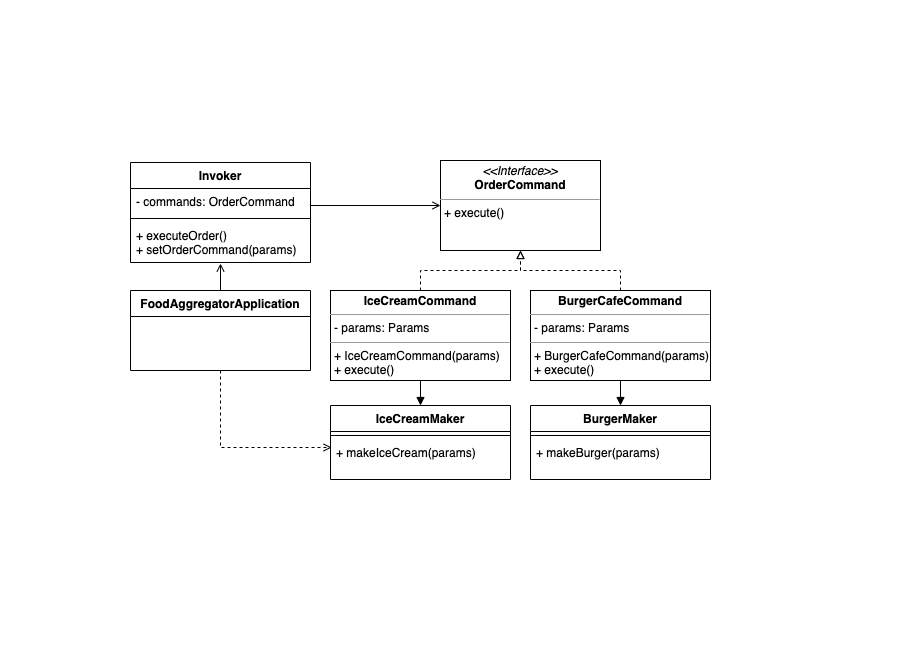 Invoker
- commands: OrderCommand
+ executeOrder()
+ setOrderCommand(params)
<<Interface>>
OrderCommand
+ execute()
FoodAggregatorApplication
IceCreamCommand
- params: Params
+ IceCreamCommand(params)
+ execute()
BurgerCafeCommand
- params: Params
+ BurgerCafeCommand(params)
+ execute()
IceCreamMaker
+ makeIceCream(params)
BurgerMaker
+ makeBurger(params)